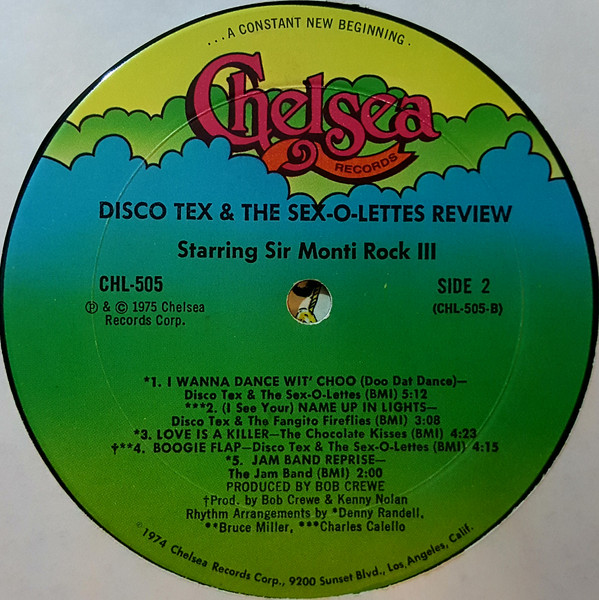 ...A CONSTANT NEW BEGINNING.
Chelsea
RECORDS
DISCO TEX & THE SEX-O-LETTES REVIEW
Starring Sir Monti Rock III
CHL-505
SIDE 2
℗ & © 1975 Chelsea
Records Corp.
(CHL-505-B)
*1. I WANNA DANCE WIT' CHOO (Doo Dat Dance)—
Disco Tex & The Sex-O-Lettes (BMI) 5:12
***2. (I See Your) NAME UP IN LIGHTS—
Disco Tex & The Fangito Fireflies (BMI) 3:08
*3. LOVE IS A KILLER—The Chocolate Kisses (BMI) 4:23
†**4. BOOGIE FLAP—Disco Tex & The Sex-O-Lettes (BMI) 4:15
*5. JAM BAND REPRISE—
The Jam Band (BMI) 2:00
PRODUCED BY BOB CREWE
†Prod. by Bob Crewe & Kenny Nolan
Rhythm Arrangements by *Denny Randell,
**Bruce Miller, ***Charles Calello
©1974 Chelsea Records Corp., 9200 Sunset Blvd., Los Angeles, Calif.